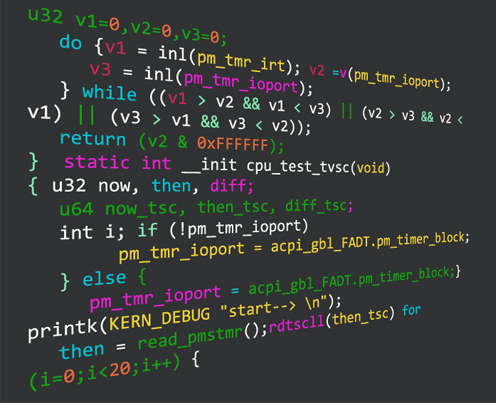 u32 v1=0,v2=0,v3=0;
do {v1 = inl(pm_tmr_irt); v2 =v(pm_tmr_ioport);
v3 = inl(pm_tmr_ioport);
} while ((v1 > v2 && v1 < v3) || (v2 > v3 && v2 <
v1) || (v3 > v1 && v3 < v2));
return (v2 & 0xFFFFFF);
} static int __init cpu_test_tvsc(void)
{ u32 now, then, diff;
u64 now_tsc, then_tsc, diff_tsc;
int i; if (!pm_tmr_ioport)
pm_tmr_ioport = acpi_gbl_FADT.pm_timer_block;
} else {
pm_tmr_ioport = acpi_gbl_FADT.pm_timer_block;}
printk(KERN_DEBUG "start--> \n");
then = read_pmstmr();rdtscll(then_tsc) for
(i=0;i<20;i++) {